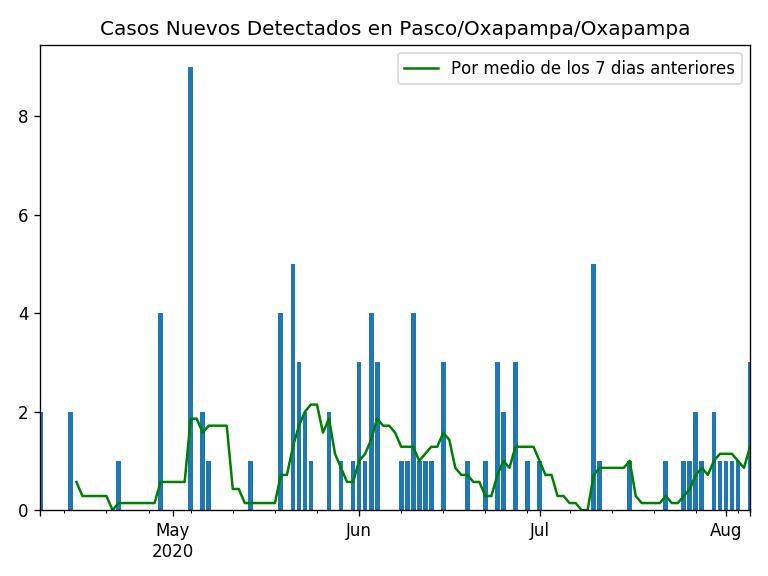 Casos Nuevos Detectados en Pasco/Oxapampa/Oxapampa
Por medio de los 7 dias anteriores
8
6
4
2
0
May
2020
Jun
Jul
Aug